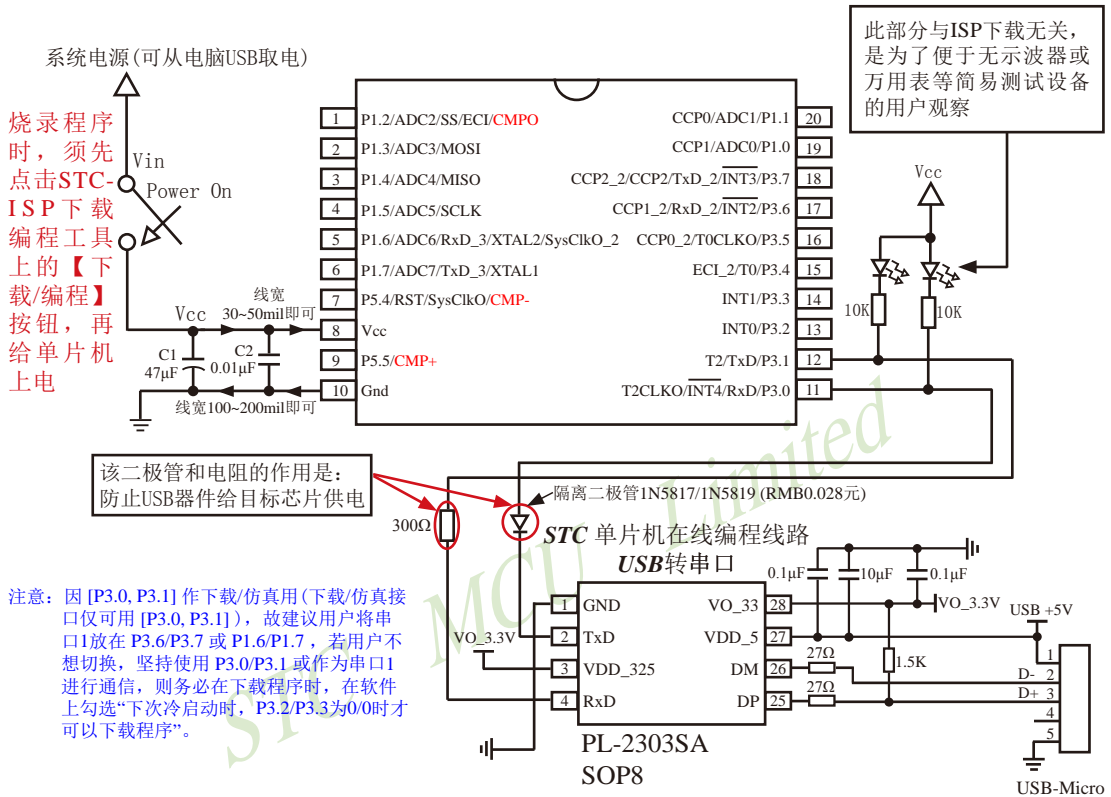 系统电源(可从电脑USB取电)
烧录程序
时，须先
点击STC-
ISP下载
编程工具
上的【下
载/编程】
按钮，再
给单片机
上电
Vin
Power On
Vcc
线宽
30~50mil即可
C1
47μF
C2
0.01μF
线宽100~200mil即可
1 P1.2/ADC2/SS/ECI/CMPO
2 P1.3/ADC3/MOSI
3 P1.4/ADC4/MISO
4 P1.5/ADC5/SCLK
5 P1.6/ADC6/RxD_3/XTAL2/SysClkO_2
6 P1.7/ADC7/TxD_3/XTAL1
7 P5.4/RST/SysClkO/CMP-
8 Vcc
9 P5.5/CMP+
10 Gnd
CCP0/ADC1/P1.1 20
CCP1/ADC0/P1.0 19
CCP2_2/CCP2/TxD_2/INT3/P3.7 18
CCP1_2/RxD_2/INT2/P3.6 17
CCP0_2/T0CLKO/P3.5 16
ECI_2/T0/P3.4 15
INT1/P3.3 14
INT0/P3.2 13
T2/TxD/P3.1 12
T2CLKO/INT4/RxD/P3.0 11
此部分与ISP下载无关，
是为了便于无示波器或
万用表等简易测试设备
的用户观察
Vcc
10K
10K
该二极管和电阻的作用是：
防止USB器件给目标芯片供电
300Ω
隔离二极管1N5817/1N5819 (RMB0.028元)
STC 单片机在线编程线路
USB转串口
注意：因 [P3.0, P3.1] 作下载/仿真用(下载/仿真接
口仅可用 [P3.0, P3.1] )，故建议用户将串
口1放在 P3.6/P3.7 或 P1.6/P1.7 ，若用户不
想切换，坚持使用 P3.0/P3.1 或作为串口1
进行通信，则务必在下载程序时，在软件
上勾选“下次冷启动时，P3.2/P3.3为0/0时才
可以下载程序”。
VO_3.3V
1 GND
2 TxD
3 VDD_325
4 RxD
VO_33 28
VDD_5 27
DM 26
DP 25
PL-2303SA
SOP8
0.1μF
10μF
0.1μF
VO_3.3V
USB +5V
27Ω
27Ω
1.5K
1
D- 2
D+ 3
4
5
USB-Micro
STC MCU Limited